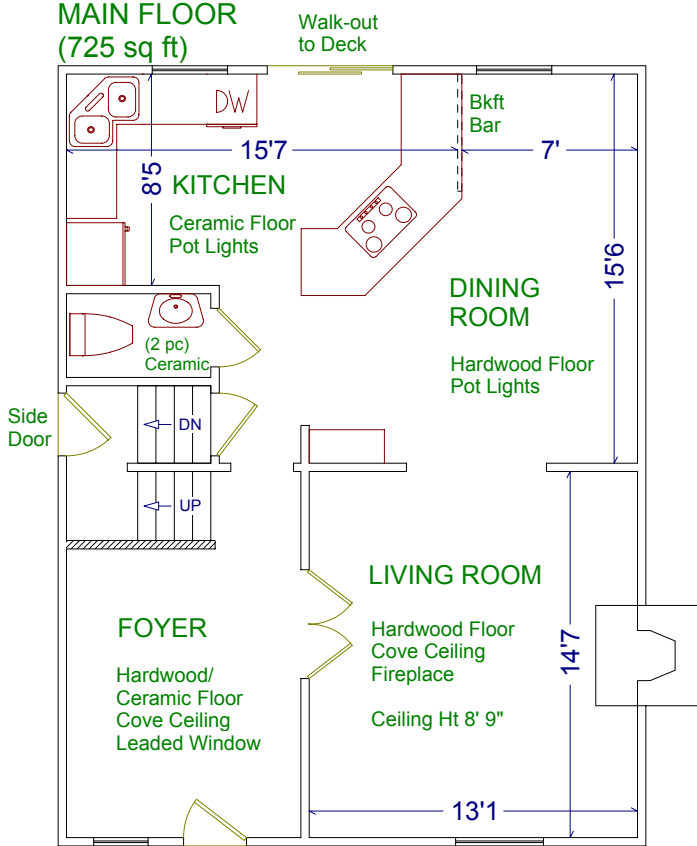 MAIN FLOOR
(725 sq ft)
Walk-out
to Deck
DW
Bkft
Bar
15'7
7'
8'5
KITCHEN
Ceramic Floor
Pot Lights
15'6
DINING
ROOM
Hardwood Floor
Pot Lights
(2 pc)
Ceramic
Side
Door
DN
UP
LIVING ROOM
Hardwood Floor
Cove Ceiling
Fireplace
Ceiling Ht 8' 9"
14'7
FOYER
Hardwood/
Ceramic Floor
Cove Ceiling
Leaded Window
13'1